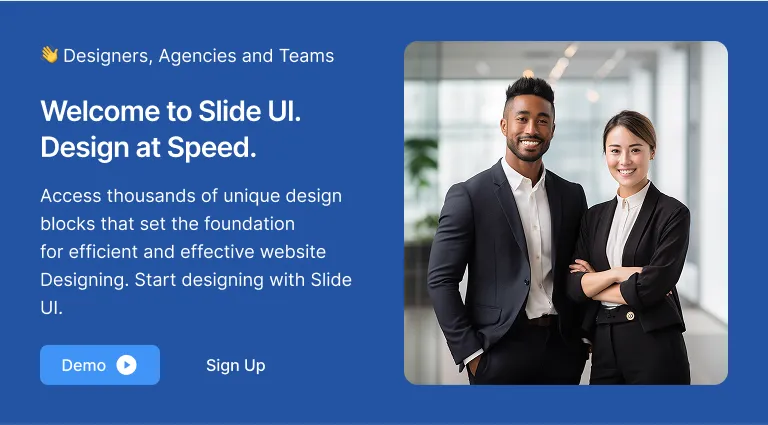 👋 Designers, Agencies and Teams
Welcome to Slide UI.
Design at Speed.
Access thousands of unique design
blocks that set the foundation
for efficient and effective website
Designing. Start designing with Slide
UI.
Demo
Sign Up